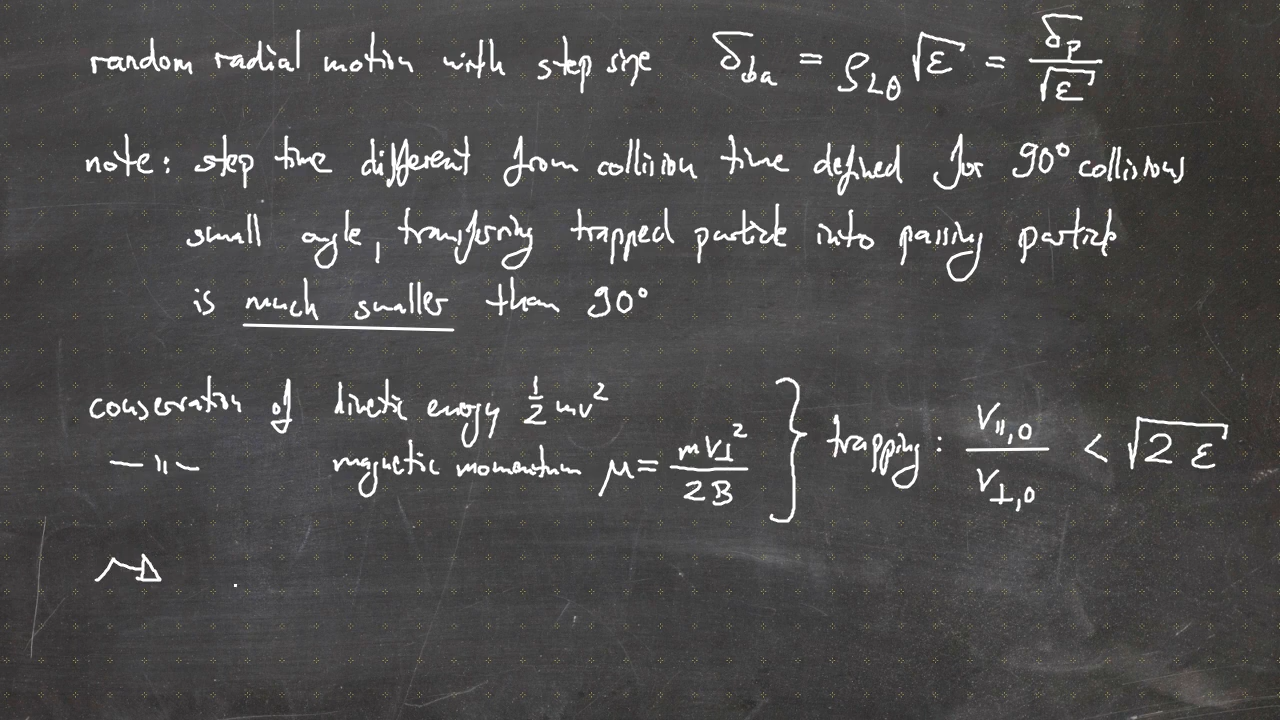 random radial motion with step size δ_ba = ρ_Lθ √ε = δ_p / √ε
note: step time different from collision time defined for 90° collisions
small angle, transferring trapped particle into passing particle
is much smaller than 90°
conservation of kinetic energy 1/2 mv²
—"— magnetic momentum μ = mv⊥² / 2B } trapping: v∥,0 / v⊥,0 < √2ε